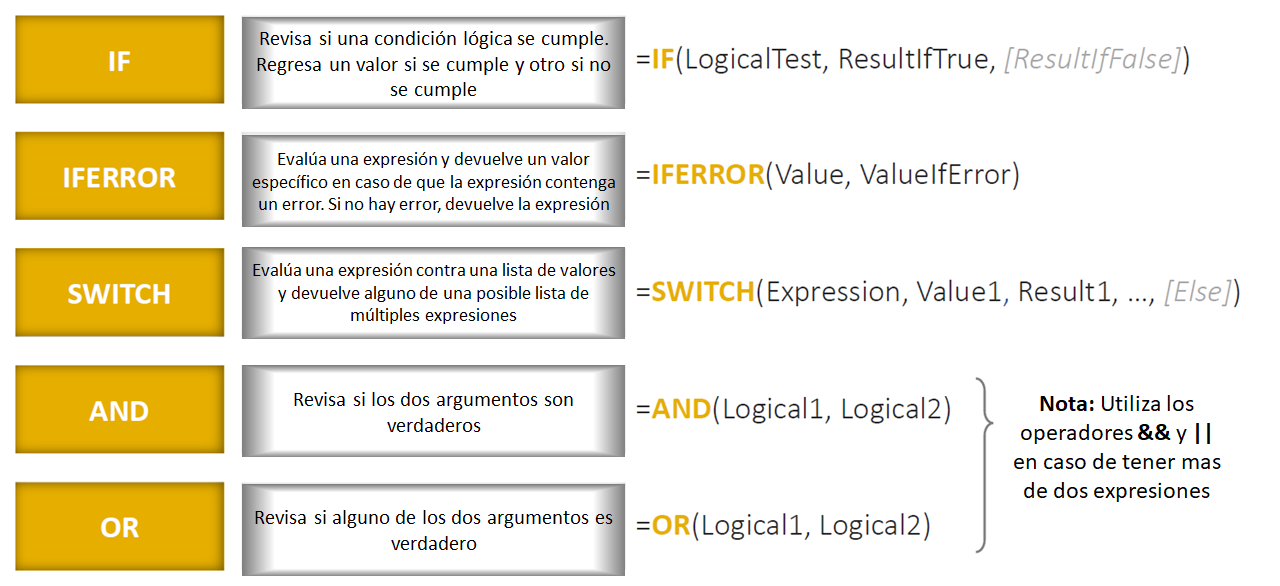 IF
Revisa si una condición lógica se cumple.
Regresa un valor si se cumple y otro si no
se cumple
=IF(LogicalTest, ResultIfTrue, [ResultIfFalse])
IFERROR
Evalúa una expresión y devuelve un valor
específico en caso de que la expresión contenga
un error. Si no hay error, devuelve la expresión
=IFERROR(Value, ValueIfError)
SWITCH
Evalúa una expresión contra una lista de valores
y devuelve alguno de una posible lista de
múltiples expresiones
=SWITCH(Expression, Value1, Result1, ..., [Else])
AND
Revisa si los dos argumentos son
verdaderos
=AND(Logical1, Logical2)
OR
Revisa si alguno de los dos argumentos es
verdadero
=OR(Logical1, Logical2)
Nota: Utiliza los
operadores && y ||
en caso de tener mas
de dos expresiones